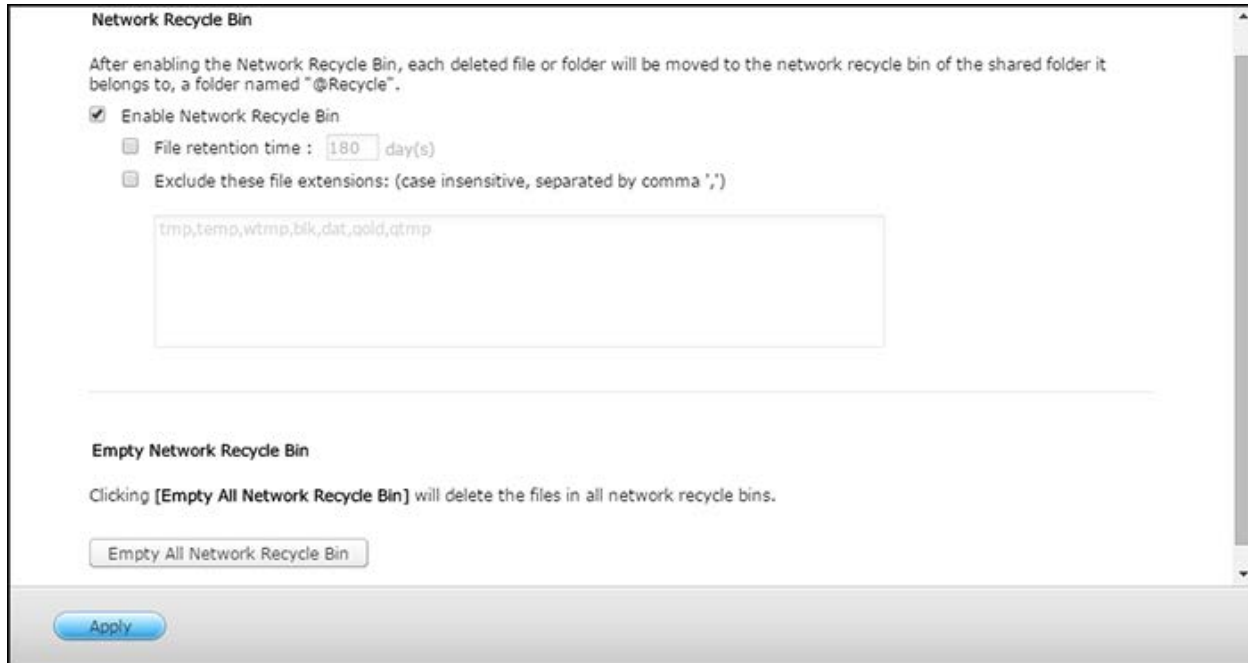 Network Recycle Bin
After enabling the Network Recycle Bin, each deleted file or folder will be moved to the network recycle bin of the shared folder it
belongs to, a folder named "@Recycle".
Enable Network Recycle Bin
File retention time : 180 day(s)
Exclude these file extensions: (case insensitive, separated by comma ',')
tmp,temp,wtmp,blk,dat,qold,qtmp
Empty Network Recycle Bin
Clicking [Empty All Network Recycle Bin] will delete the files in all network recycle bins.
Empty All Network Recycle Bin
Apply